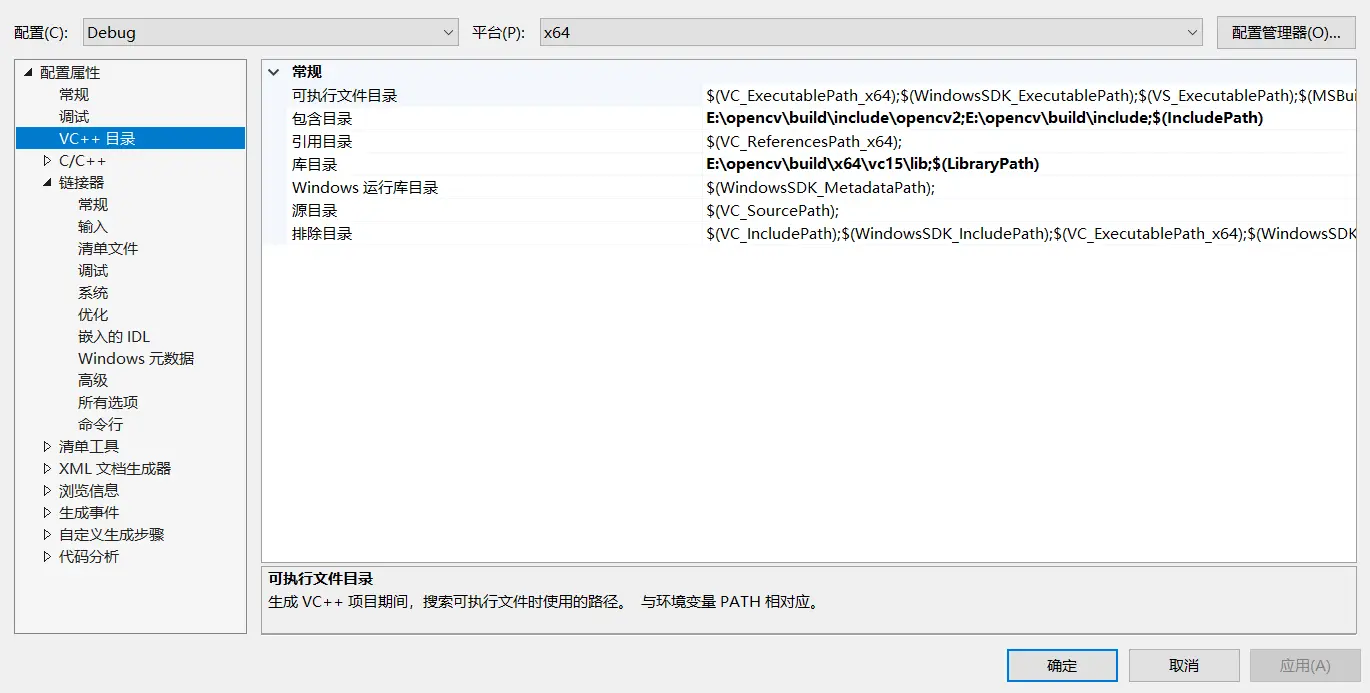 配置(C):
Debug
平台(P):
x64
配置管理器(O)...
配置属性
常规
调试
VC++ 目录
C/C++
链接器
常规
输入
清单文件
调试
系统
优化
嵌入的 IDL
Windows 元数据
高级
所有选项
命令行
清单工具
XML 文档生成器
浏览信息
生成事件
自定义生成步骤
代码分析
常规
可执行文件目录 $(VC_ExecutablePath_x64);$(WindowsSDK_ExecutablePath);$(VS_ExecutablePath);$(MSBui
包含目录 E:\opencv\build\include\opencv2;E:\opencv\build\include;$(IncludePath)
引用目录 $(VC_ReferencesPath_x64);
库目录 E:\opencv\build\x64\vc15\lib;$(LibraryPath)
Windows 运行库目录 $(WindowsSDK_MetadataPath);
源目录 $(VC_SourcePath);
排除目录 $(VC_IncludePath);$(WindowsSDK_IncludePath);$(VC_ExecutablePath_x64);$(WindowsSDK
可执行文件目录
生成 VC++ 项目期间，搜索可执行文件时使用的路径。 与环境变量 PATH 相对应。
确定
取消
应用(A)